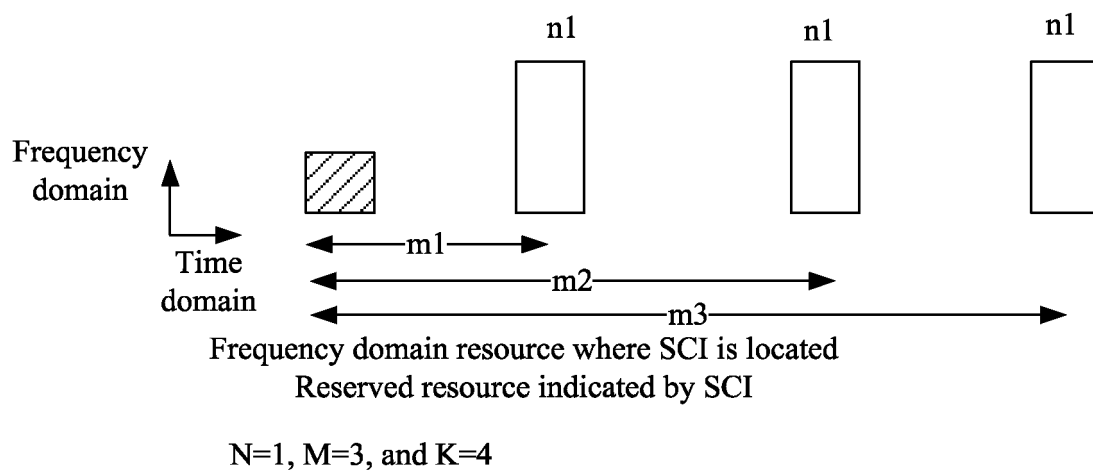 n1
n1
n1
Frequency
domain
Time
domain
m1
m2
m3
Frequency domain resource where SCI is located
Reserved resource indicated by SCI
N=1, M=3, and K=4